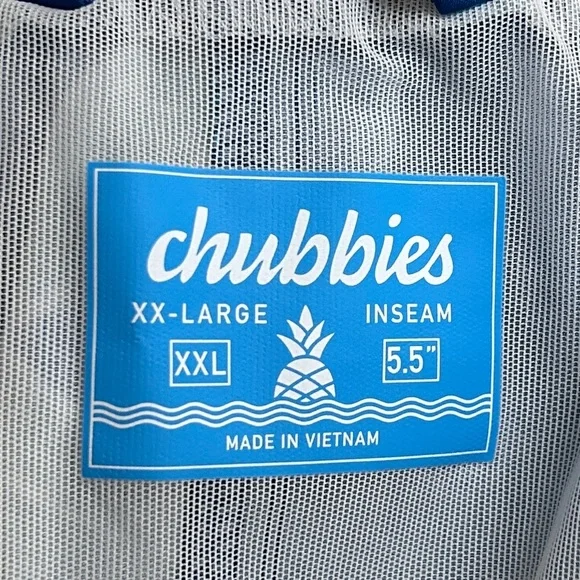 chubbies
XX-LARGE INSEAM
XXL 5.5"
MADE IN VIETNAM